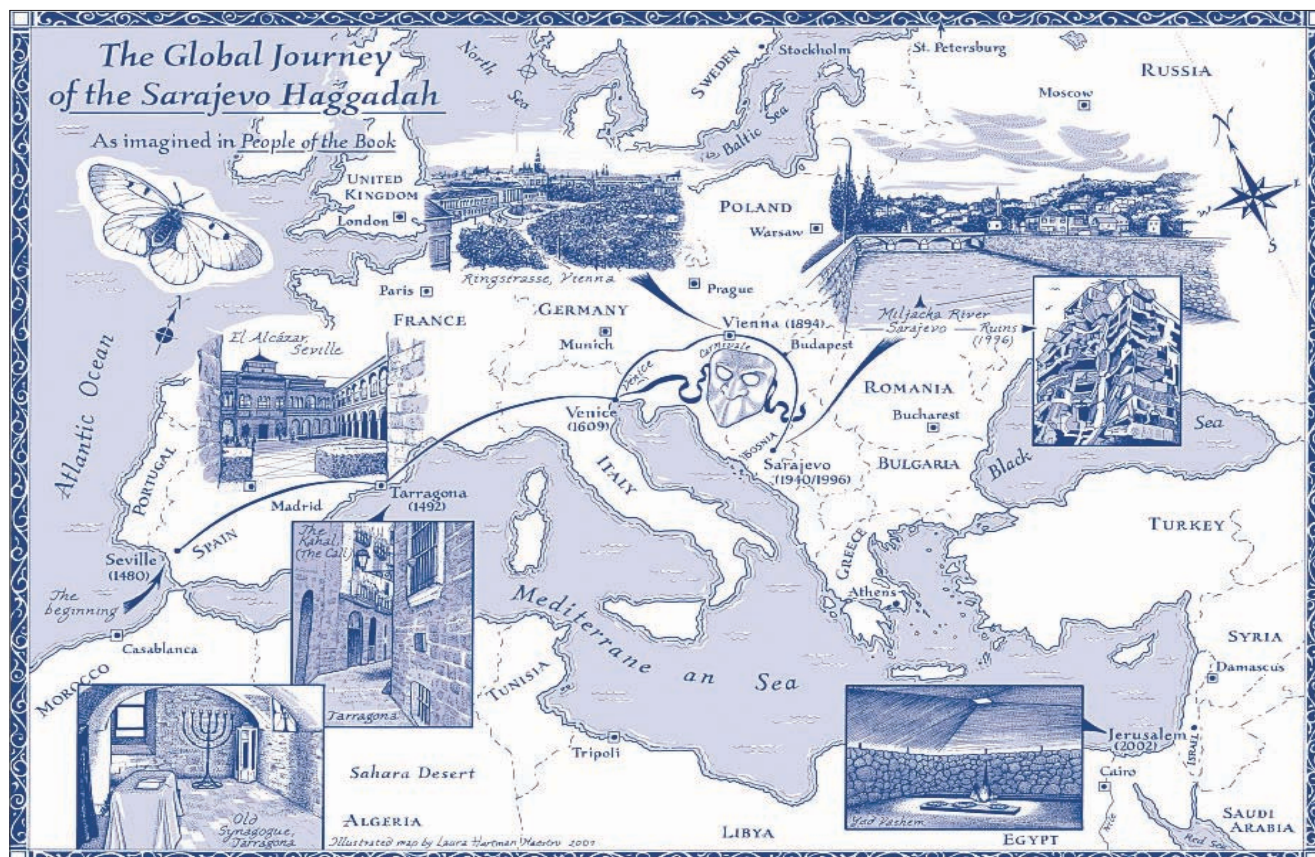 The Global Journey
of the Sarajevo Haggadah
As imagined in People of the Book
North
Sea
SWEDEN
Stockholm
St. Petersburg
RUSSIA
Moscow
Baltic Sea
N
E
S
W
UNITED
KINGDOM
London
POLAND
Warsaw
Ringstrasse, Vienna
Paris
FRANCE
GERMANY
Munich
Prague
Vienna (1894)
Budapest
Carnivale
Venice
Miljacka River
Sarajevo
Ruins
(1996)
Atlantic Ocean
El Alcázar,
Seville
Venice
(1609)
ROMANIA
Bucharest
BOSNIA
Sarajevo
(1940/1996)
BULGARIA
Black
Sea
PORTUGAL
Madrid
Tarragona
(1492)
ITALY
TURKEY
Seville
(1480)
SPAIN
The
beginning
The
Kahal,
(The Call)
Tarragona
GREECE
Athens
Mediterrane an Sea
Casablanca
MOROCCO
TUNISIA
SYRIA
Damascus
Tripoli
Jerusalem
(2002)
ISRAEL
Cairo
Nile
Old
Synagogue,
Tarragona
Sahara Desert
ALGERIA
Illustrated map by Laura Hartman Maestro 2007
LIBYA
Yad Vashem
EGYPT
Red Sea
SAUDI
ARABIA